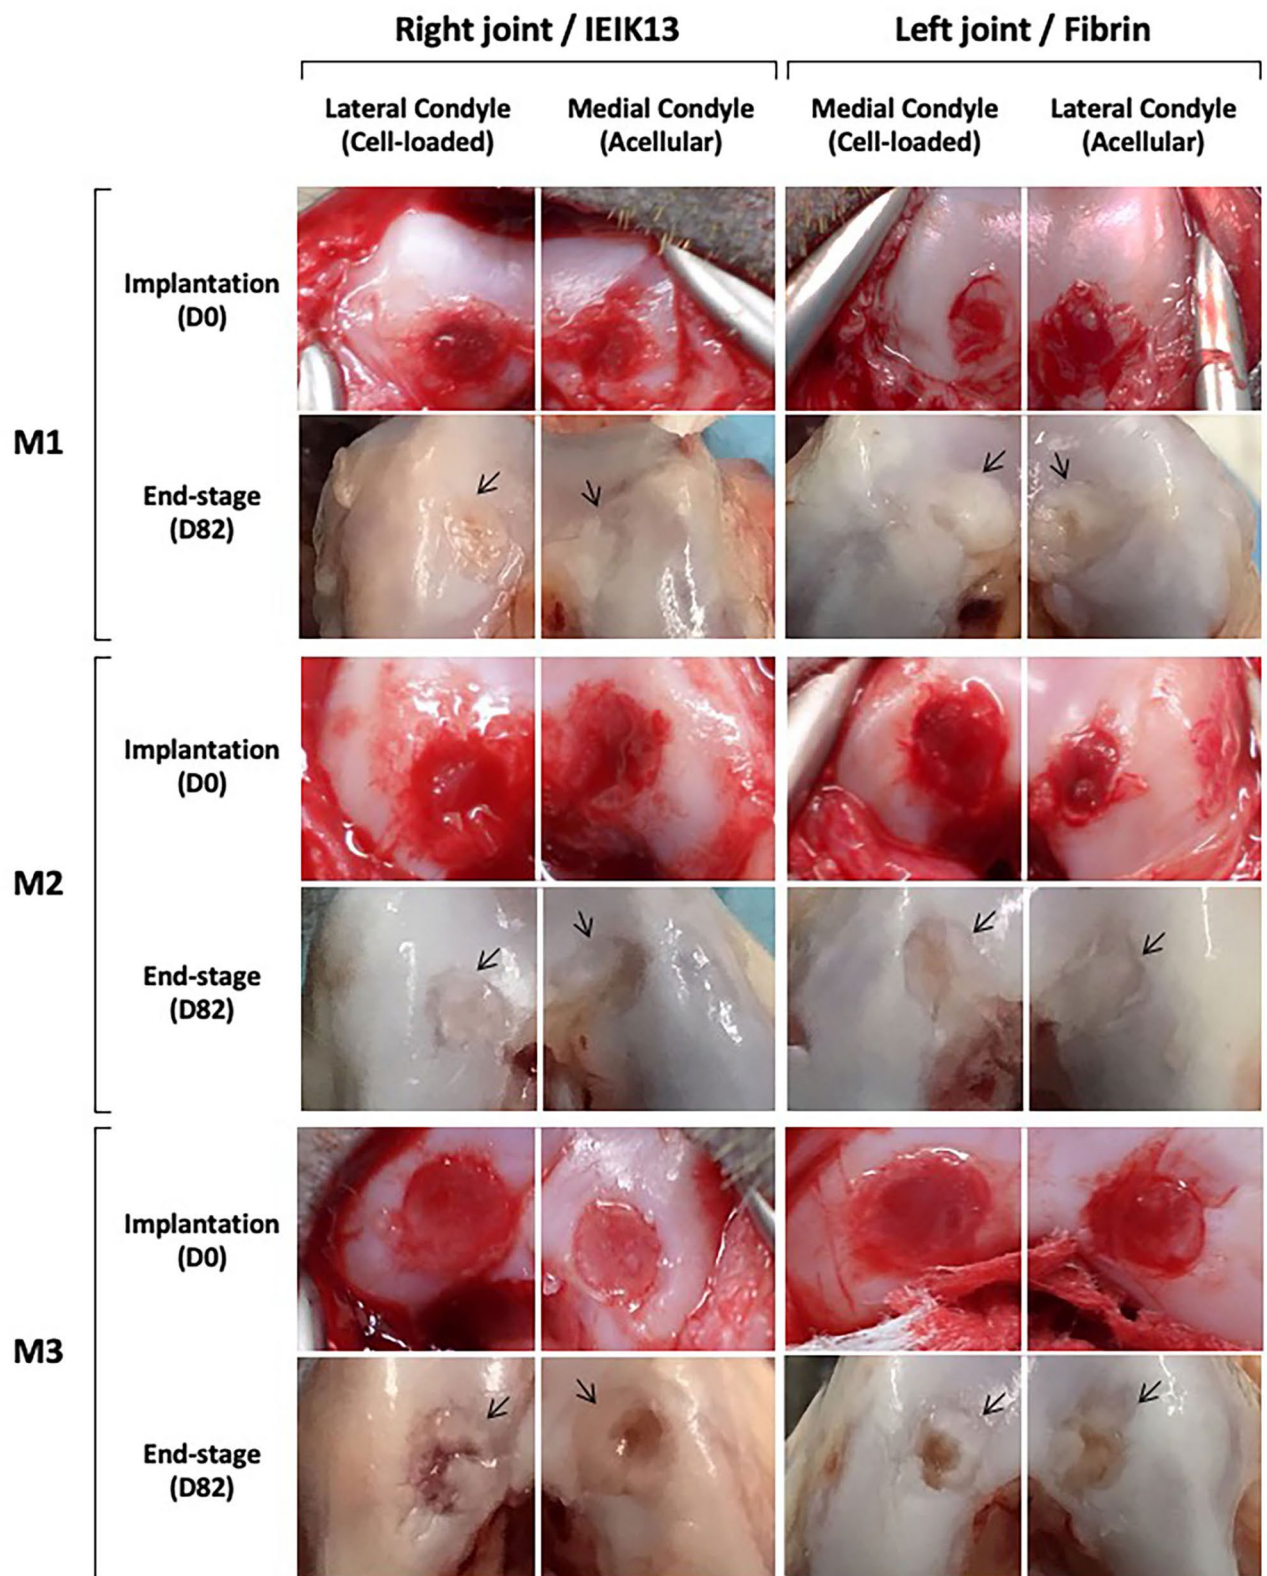 Right joint / IEIK13
Left joint / Fibrin
Lateral Condyle
(Cell-loaded)
Medial Condyle
(Acellular)
Medial Condyle
(Cell-loaded)
Lateral Condyle
(Acellular)
M1
Implantation
(D0)
End-stage
(D82)
M2
Implantation
(D0)
End-stage
(D82)
M3
Implantation
(D0)
End-stage
(D82)